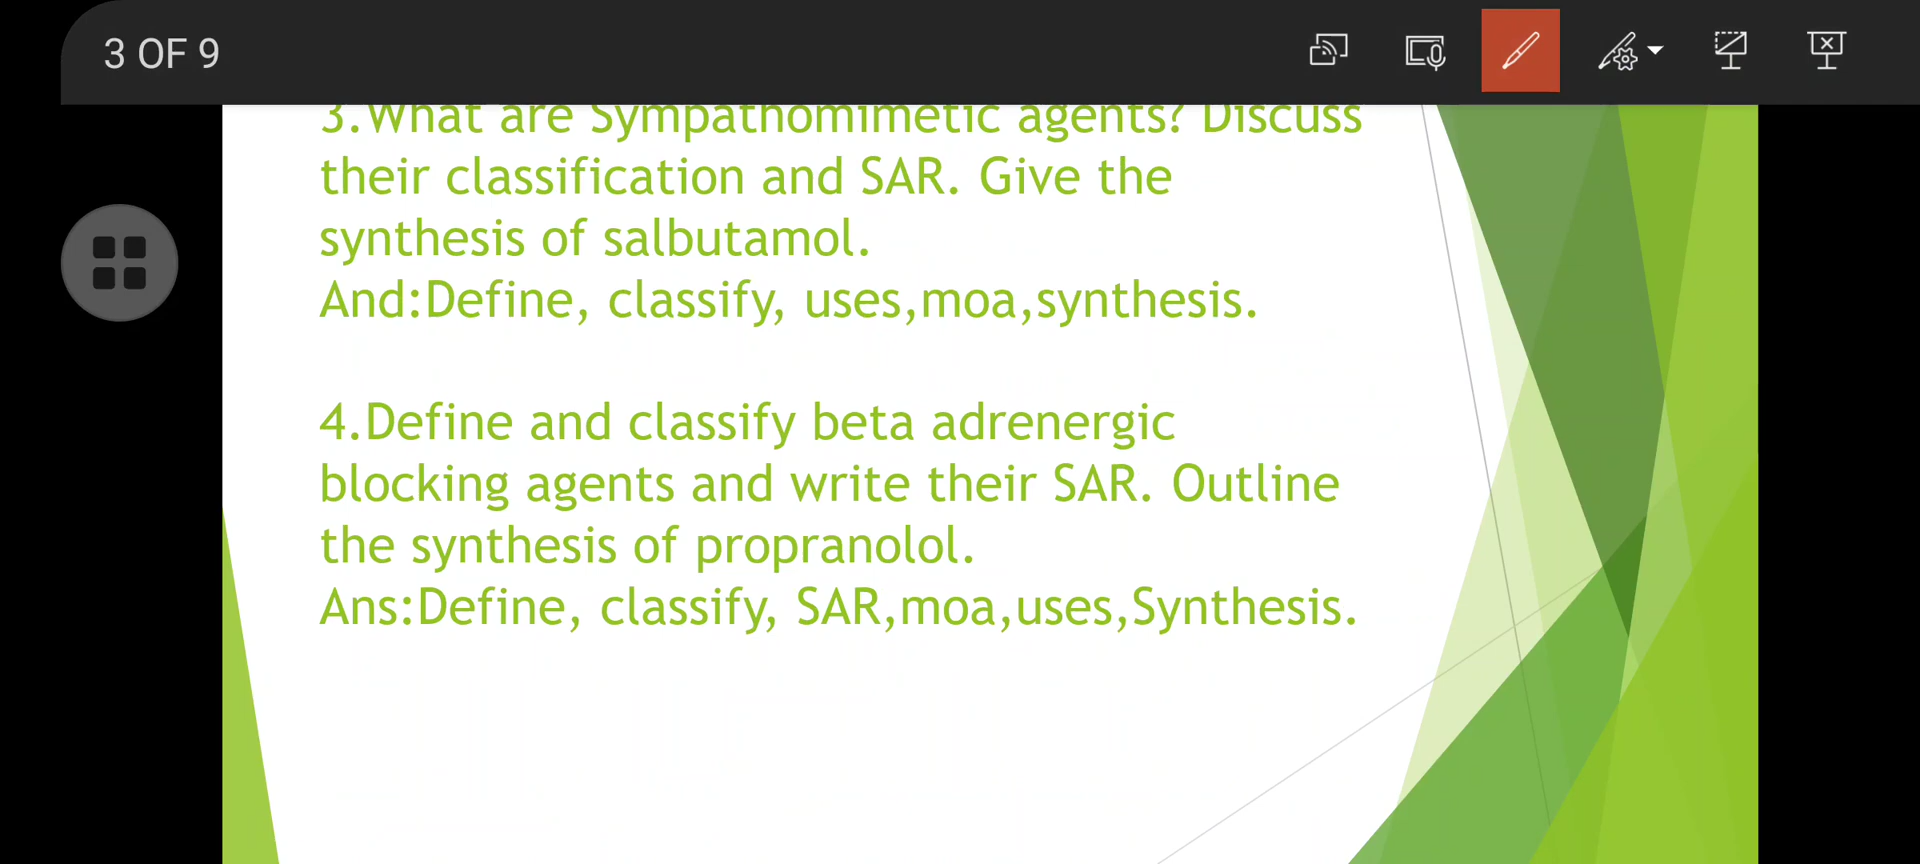 3 OF 9
3.What are Sympathomimetic agents? Discuss
their classification and SAR. Give the
synthesis of salbutamol.
And:Define, classify, uses,moa,synthesis.
4.Define and classify beta adrenergic
blocking agents and write their SAR. Outline
the synthesis of propranolol.
Ans:Define, classify, SAR,moa,uses,Synthesis.